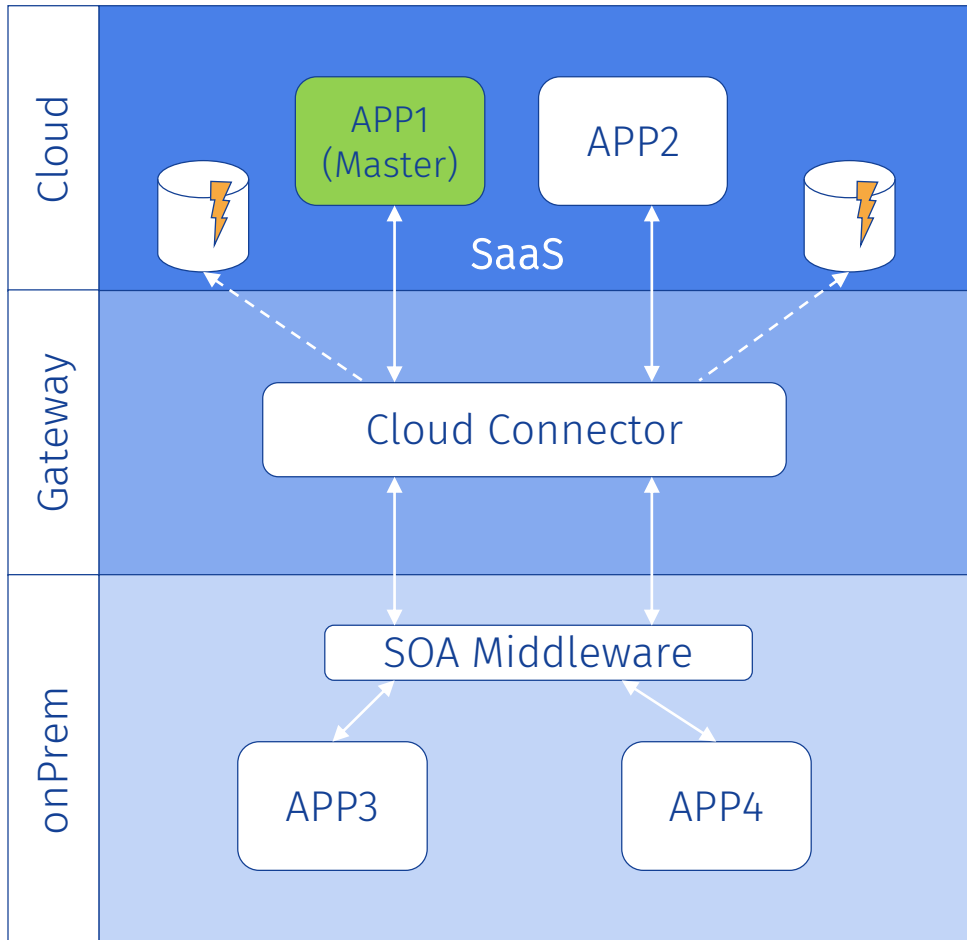 Cloud
APP1
(Master)
APP2
SaaS
Gateway
Cloud Connector
onPrem
SOA Middleware
APP3
APP4